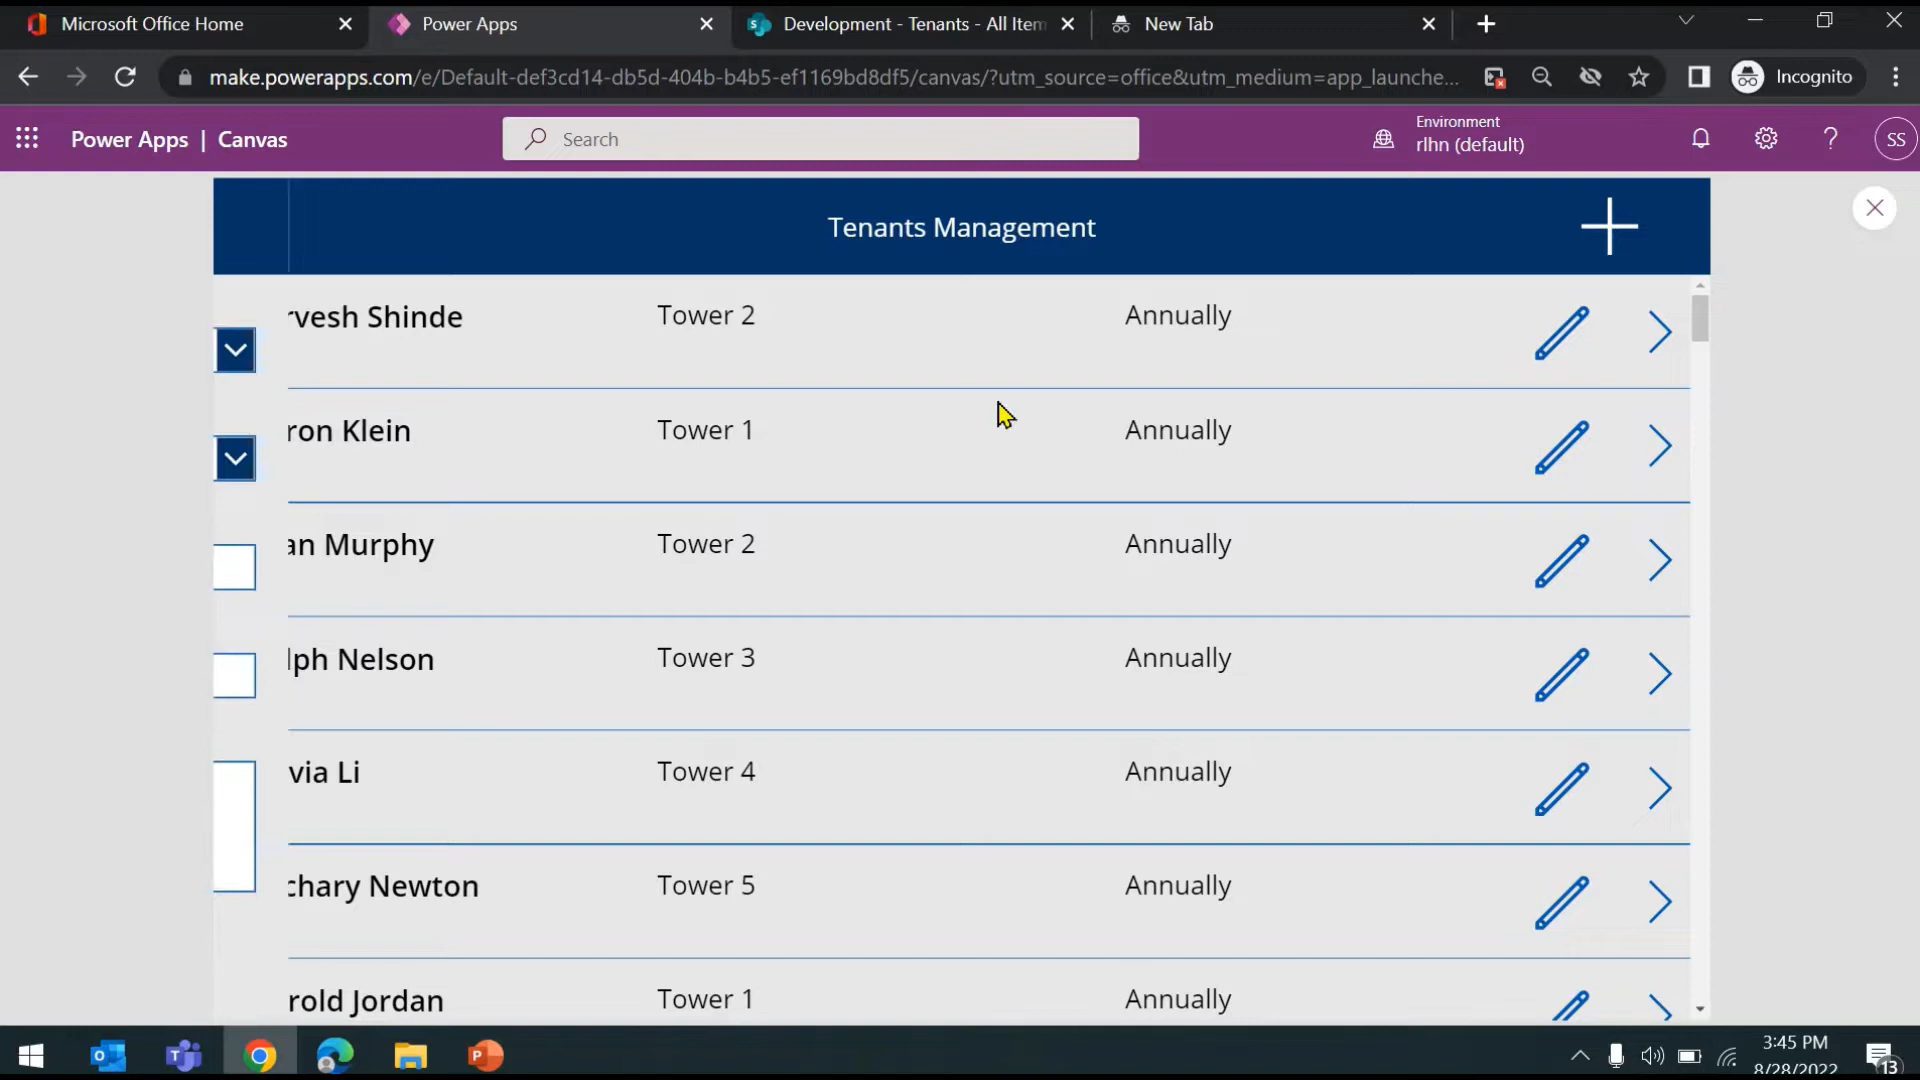 Microsoft Office Home
Power Apps
Development - Tenants - All Item
New Tab
make.powerapps.com/e/Default-def3cd14-db5d-404b-b4b5-ef1169bd8df5/canvas/?utm_source=office&utm_medium=app_launche...
Incognito
Power Apps | Canvas
Search
Environment
rlhn (default)
SS
Tenants Management
rvesh Shinde Tower 2 Annually
ron Klein Tower 1 Annually
an Murphy Tower 2 Annually
lph Nelson Tower 3 Annually
via Li Tower 4 Annually
chary Newton Tower 5 Annually
rold Jordan Tower 1 Annually
3:45 PM
8/28/2022
13